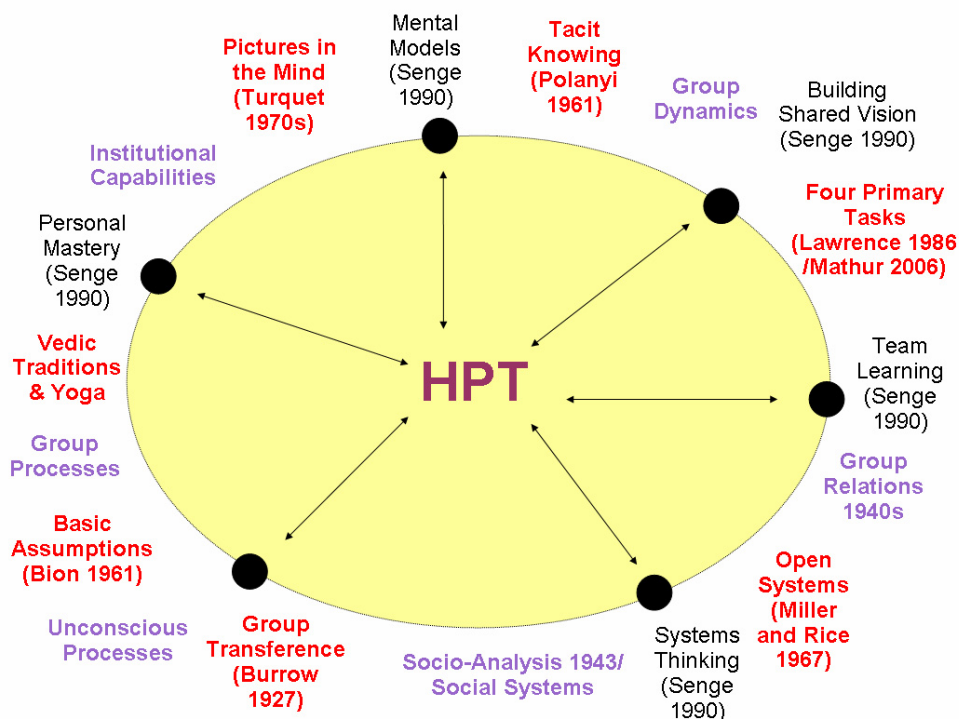 Pictures in
the Mind
(Turquet
1970s)
Mental
Models
(Senge
1990)
Tacit
Knowing
(Polanyi
1961)
Group
Dynamics
Building
Shared Vision
(Senge 1990)
Institutional
Capabilities
Four Primary
Tasks
(Lawrence 1986
/Mathur 2006)
Personal
Mastery
(Senge
1990)
Vedic
Traditions
& Yoga
HPT
Team
Learning
(Senge
1990)
Group
Processes
Group
Relations
1940s
Basic
Assumptions
(Bion 1961)
Open
Systems
(Miller
and Rice
1967)
Unconscious
Processes
Group
Transference
(Burrow
1927)
Socio-Analysis 1943/
Social Systems
Systems
Thinking
(Senge
1990)